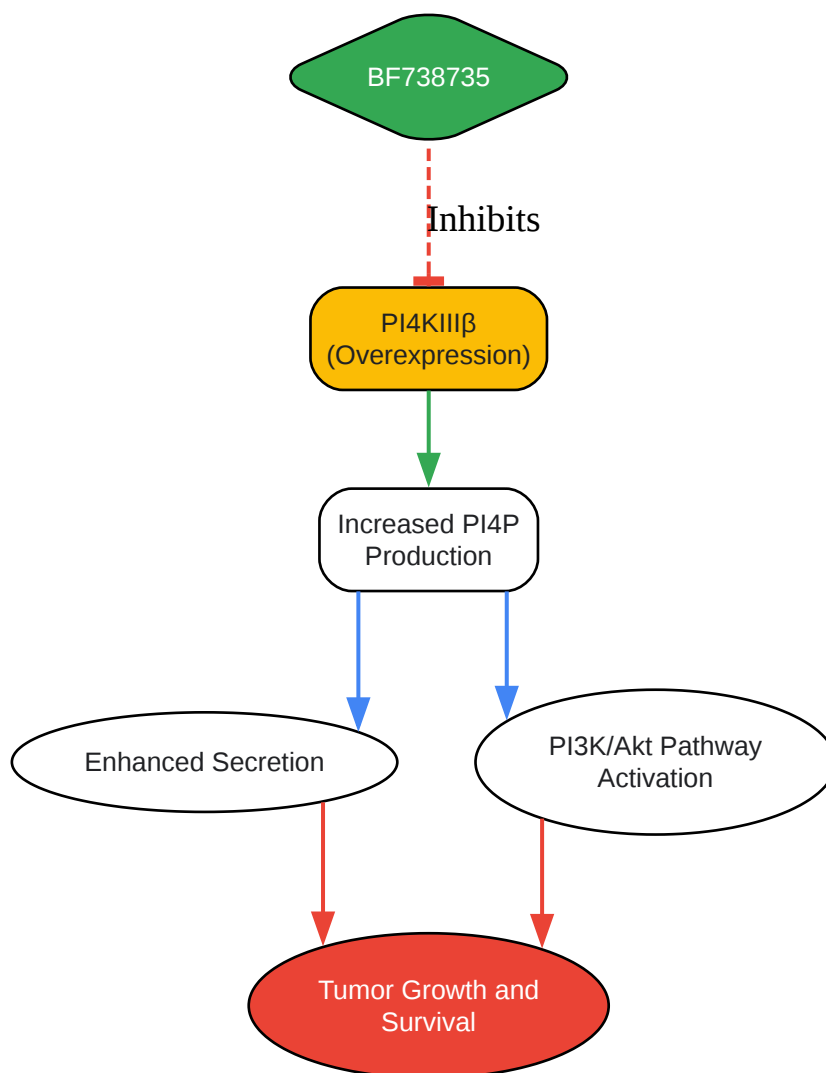 BF738735
Inhibits
PI4KIIIβ
(Overexpression)
Increased PI4P
Production
Enhanced Secretion
PI3K/Akt Pathway
Activation
Tumor Growth and
Survival